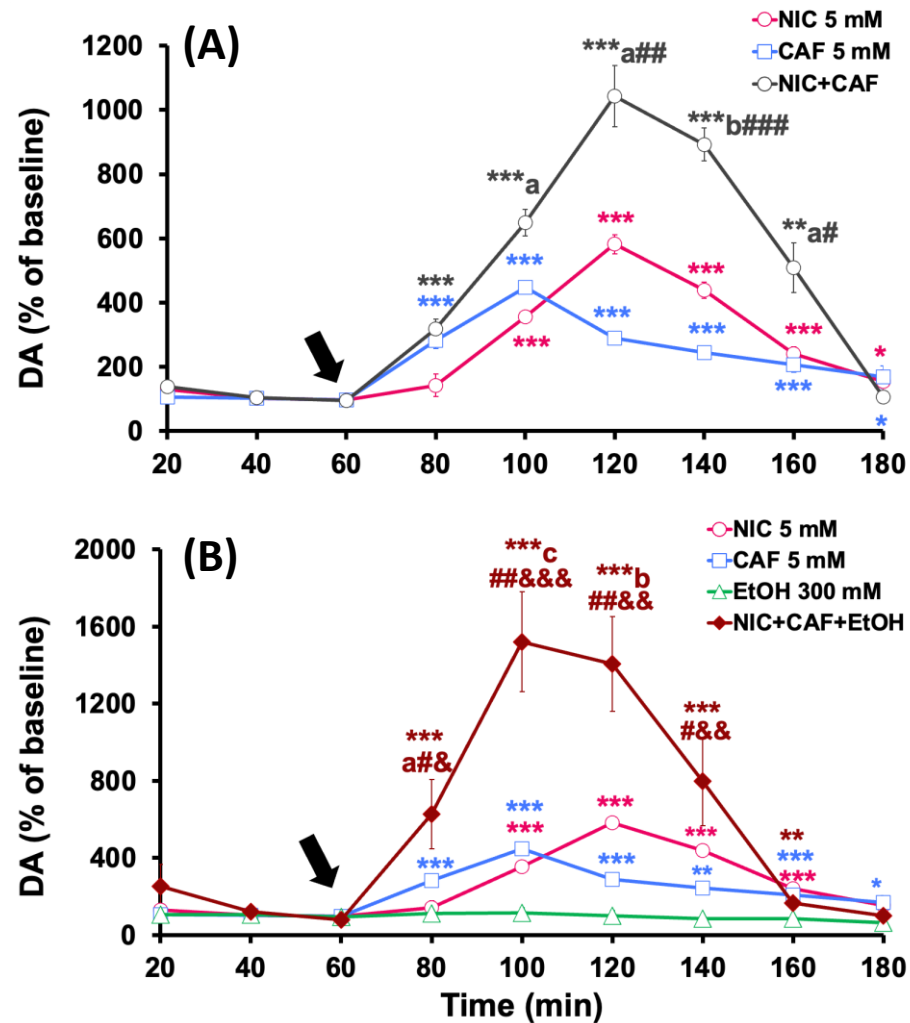 (A)
NIC 5 mM
CAF 5 mM
NIC+CAF
DA (% of baseline)
1200
1000
800
600
400
200
0
***a##
***b###
***a
**a#
***
***
***
***
***
***
***
***
***
***
*
***
*
20 40 60 80 100 120 140 160 180
(B)
NIC 5 mM
CAF 5 mM
EtOH 300 mM
NIC+CAF+EtOH
DA (% of baseline)
2000
1600
1200
800
400
0
***c
##&&&
***b
##&&
***
a#&
***
#&&
***
***
***
***
***
***
**
**
***
***
*
20 40 60 80 100 120 140 160 180
Time (min)